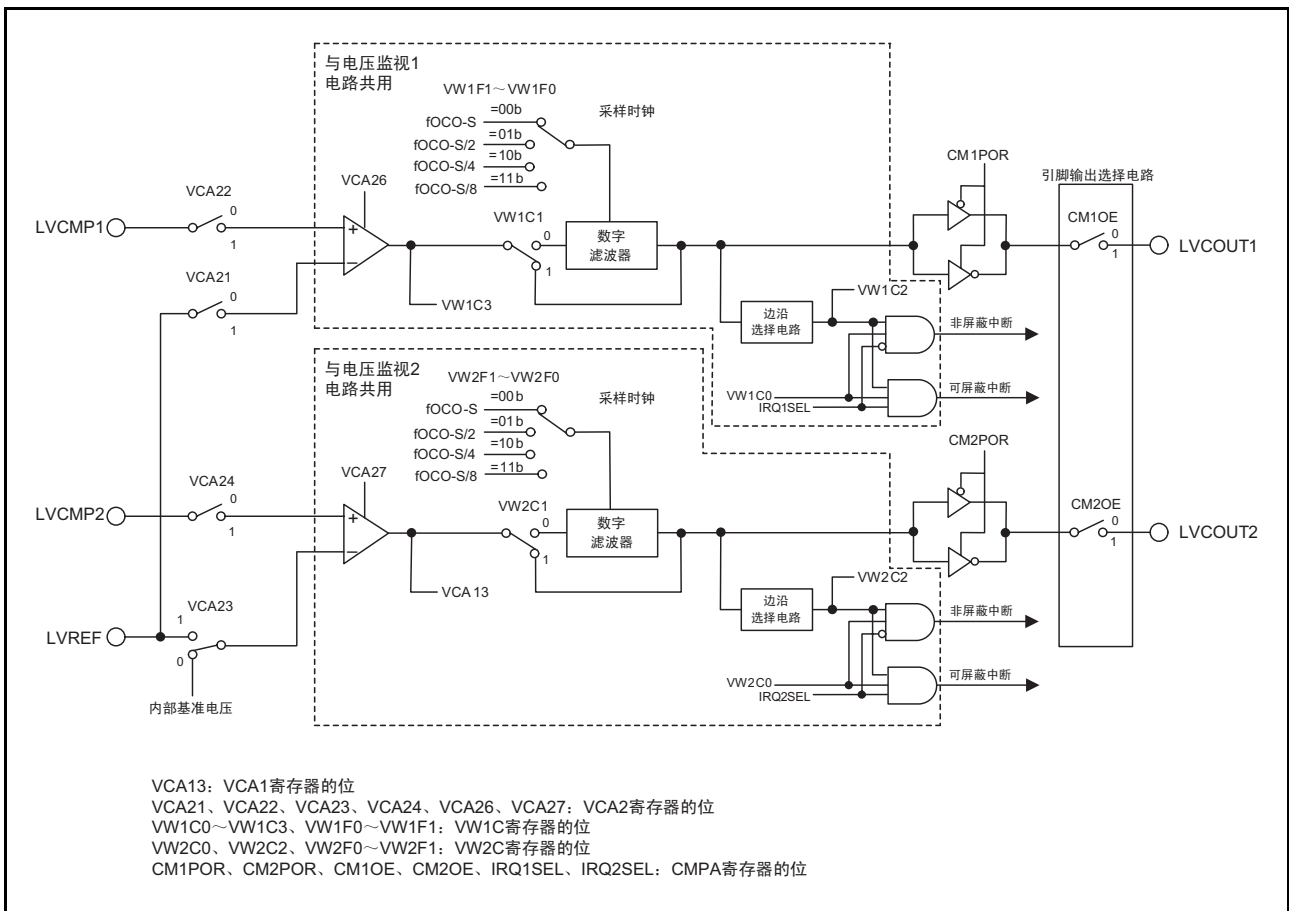 与电压监视1
电路共用
VW1F1～VW1F0
=00b
采样时钟
fOCO-S
=01b
fOCO-S/2
=10b
fOCO-S/4
=11b
fOCO-S/8
CM1POR
引脚输出选择电路
VCA22
0
1
VCA26
LVCMP1
+
−
VW1C1
0
1
数字
滤波器
CM1OE
0
1
LVCOUT1
VCA21
0
1
VW1C3
VW1C2
边沿
选择电路
非屏蔽中断
VW1C0
IRQ1SEL
可屏蔽中断
与电压监视2
电路共用
VW2F1～VW2F0
=00b
采样时钟
fOCO-S
=01b
fOCO-S/2
=10b
fOCO-S/4
=11b
fOCO-S/8
CM2POR
VCA24
0
1
VCA27
LVCMP2
+
−
VW2C1
0
1
数字
滤波器
CM2OE
0
1
LVCOUT2
VCA13
VW2C2
VCA23
1
0
LVREF
内部基准电压
边沿
选择电路
非屏蔽中断
VW2C0
IRQ2SEL
可屏蔽中断
VCA13：VCA1寄存器的位
VCA21、VCA22、VCA23、VCA24、VCA26、VCA27：VCA2寄存器的位
VW1C0～VW1C3、VW1F0～VW1F1：VW1C寄存器的位
VW2C0、VW2C2、VW2F0～VW2F1：VW2C寄存器的位
CM1POR、CM2POR、CM1OE、CM2OE、IRQ1SEL、IRQ2SEL：CMPA寄存器的位